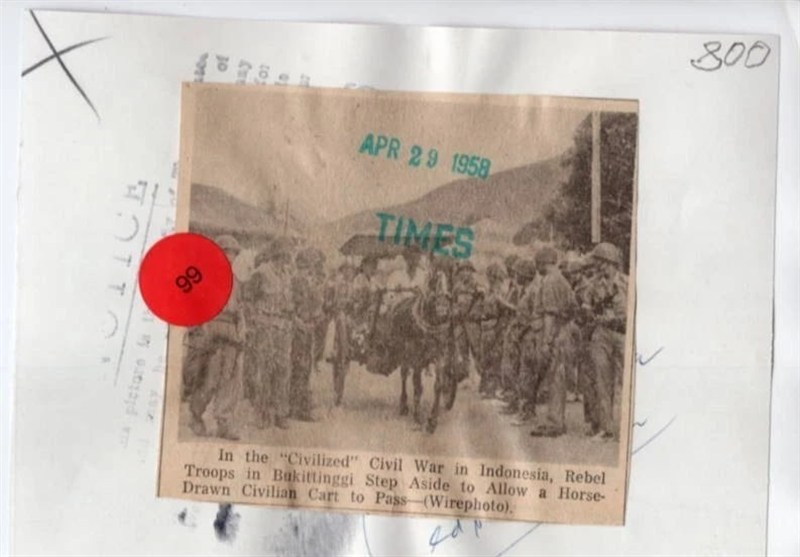 800
APR 29 1958
TIMES
99
In the "Civilized" Civil War in Indonesia, Rebel
Troops in Bukittinggi Step Aside to Allow a Horse-
Drawn Civilian Cart to Pass—(Wirephoto).